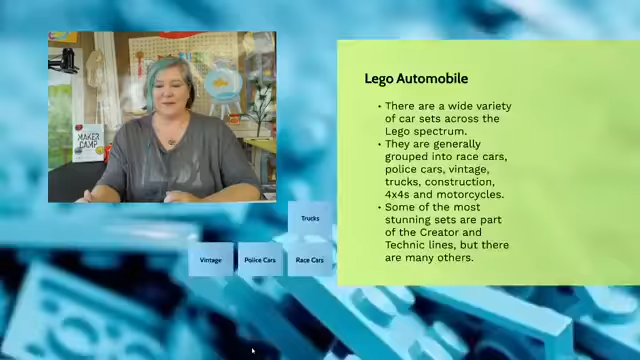 MAKER
CAMP
Lego Automobile
• There are a wide variety
of car sets across the
Lego spectrum.
• They are generally
grouped into race cars,
police cars, vintage,
trucks, construction,
4x4s and motorcycles.
• Some of the most
stunning sets are part
of the Creator and
Technic lines, but there
are many others.
Trucks
Vintage
Police Cars
Race Cars